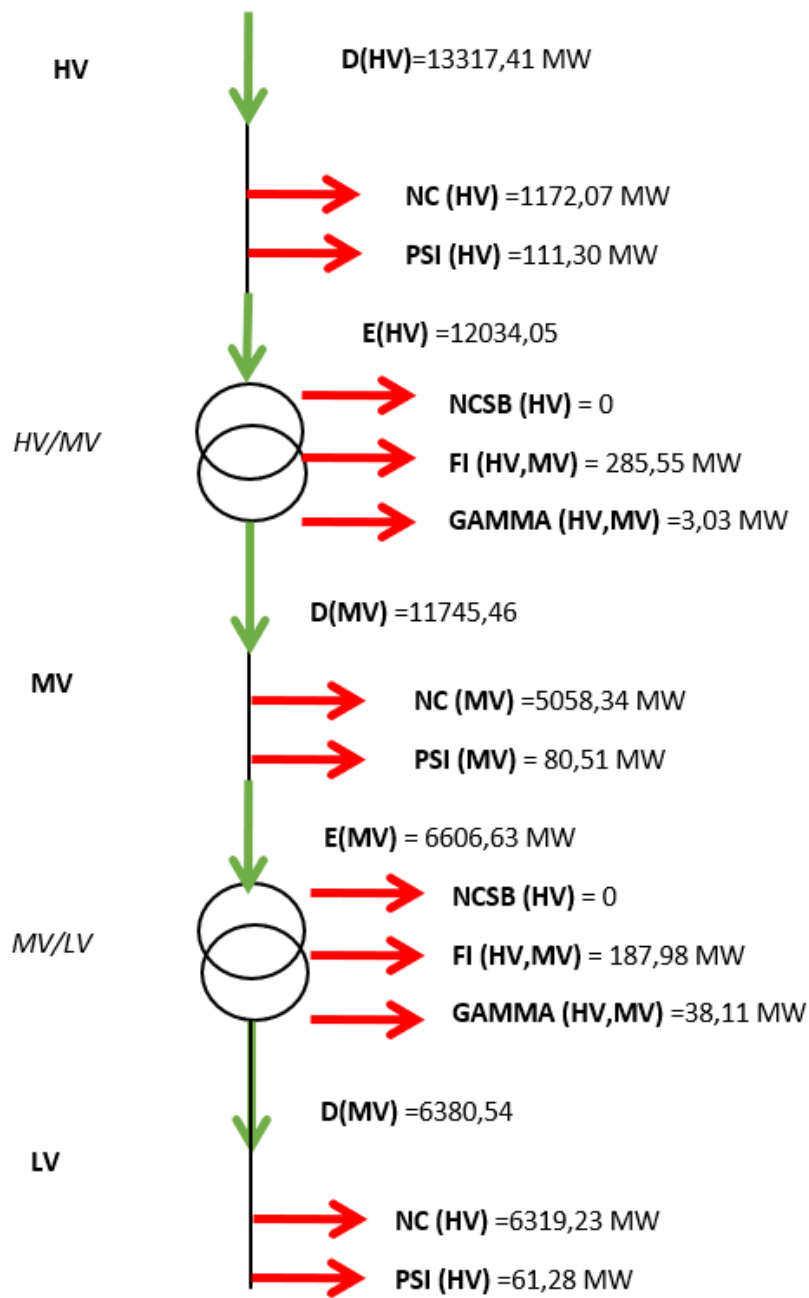 HV
D(HV)=13317,41 MW
NC (HV) =1172,07 MW
PSI (HV) =111,30 MW
E(HV) =12034,05
HV/MV
NCSB (HV) = 0
FI (HV,MV) = 285,55 MW
GAMMA (HV,MV) =3,03 MW
D(MV) =11745,46
MV
NC (MV) =5058,34 MW
PSI (MV) = 80,51 MW
E(MV) = 6606,63 MW
MV/LV
NCSB (HV) = 0
FI (HV,MV) = 187,98 MW
GAMMA (HV,MV) =38,11 MW
D(MV) =6380,54
LV
NC (HV) =6319,23 MW
PSI (HV) =61,28 MW